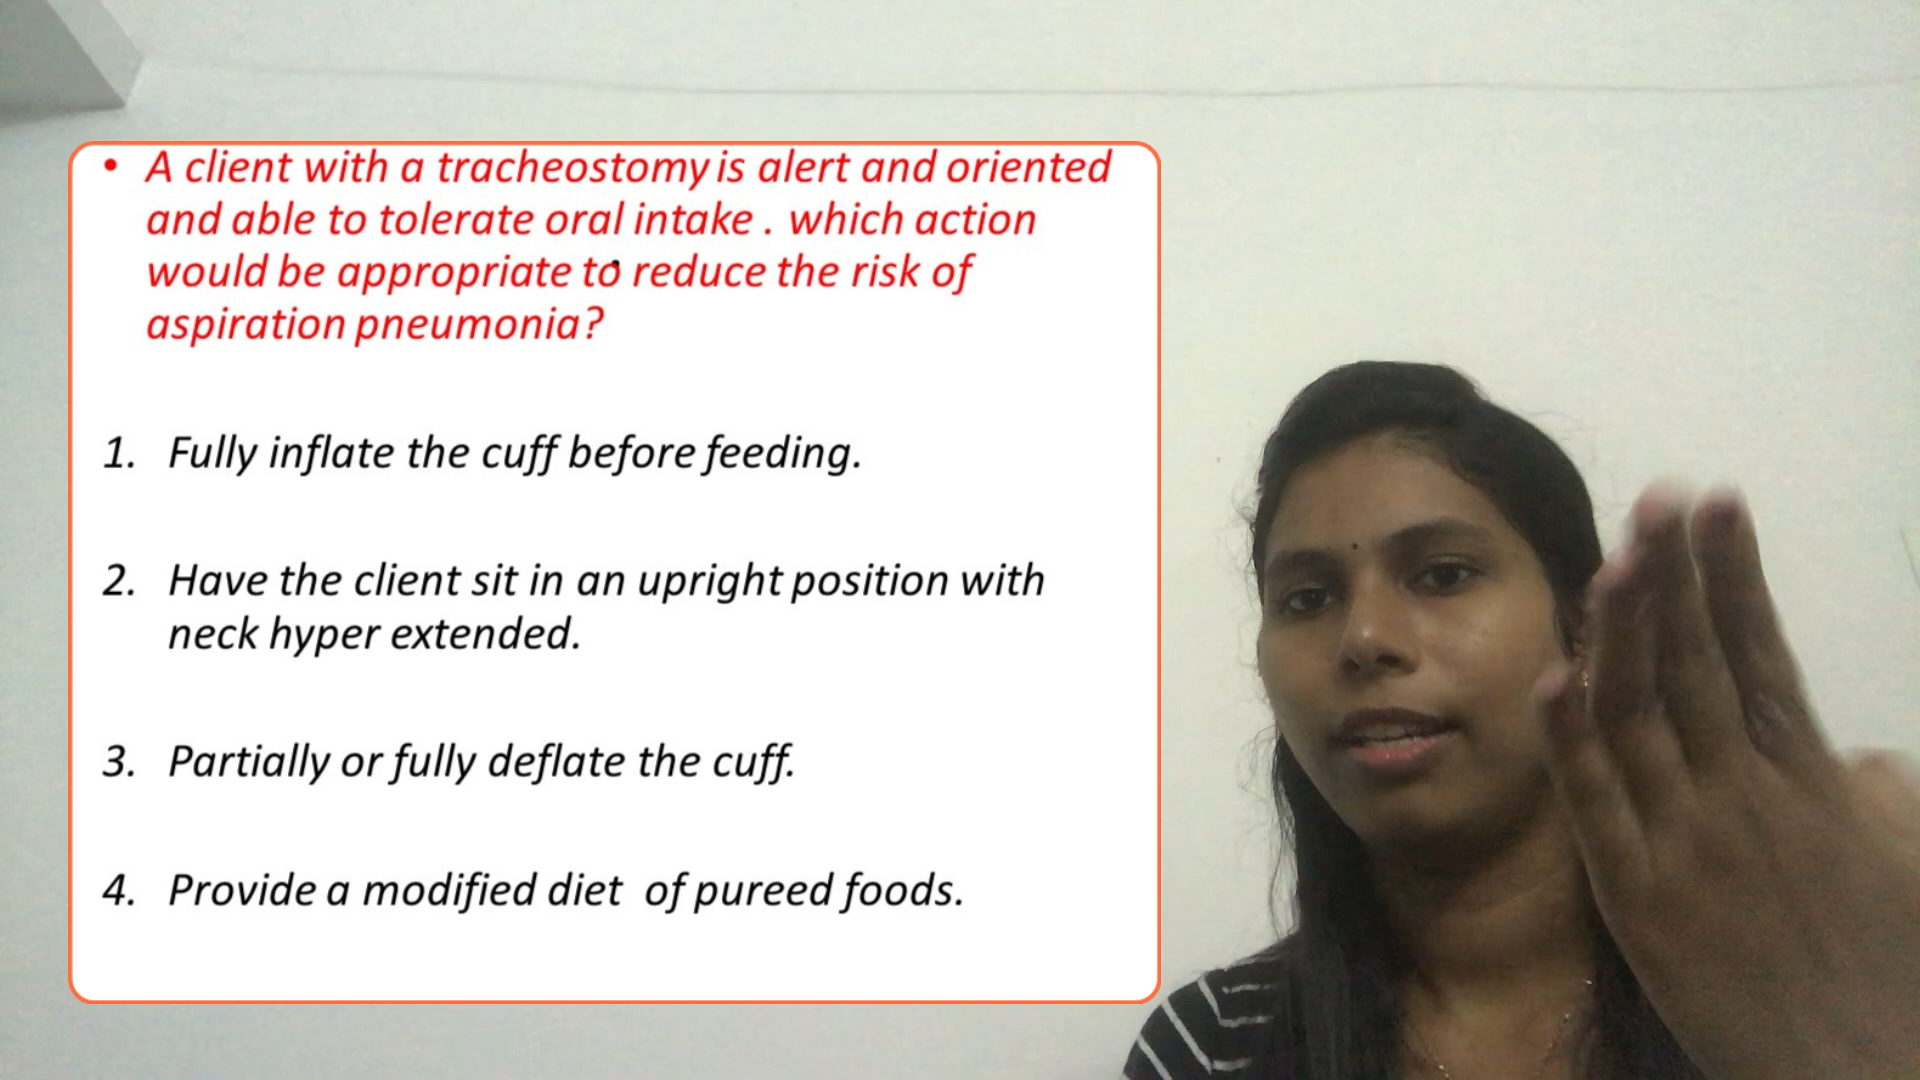 • A client with a tracheostomy is alert and oriented
and able to tolerate oral intake . which action
would be appropriate to reduce the risk of
aspiration pneumonia?
1. Fully inflate the cuff before feeding.
2. Have the client sit in an upright position with
neck hyper extended.
3. Partially or fully deflate the cuff.
4. Provide a modified diet of pureed foods.